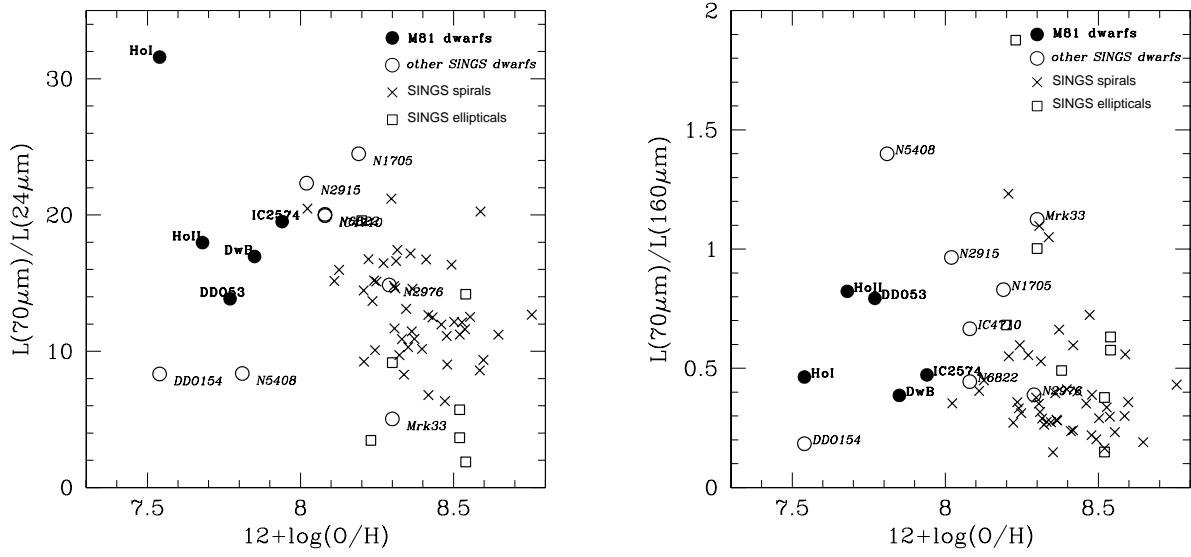 L(70μm)/L(24μm)
30
20
10
0
7.5
8
8.5
12+log(O/H)
M81 dwarfs
other SINGS dwarfs
SINGS spirals
SINGS ellipticals
HoI
N1705
N2915
IC2574
N6822
HoII
DwB
DDO53
N2976
DDO154
N5408
Mrk33
L(70μm)/L(160μm)
2
1.5
1
0.5
0
7.5
8
8.5
12+log(O/H)
M81 dwarfs
other SINGS dwarfs
SINGS spirals
SINGS ellipticals
N5408
Mrk33
N2915
N1705
HoII
DDO53
IC4710
HoI
IC2574
N6822
DwB
N2976
DDO154